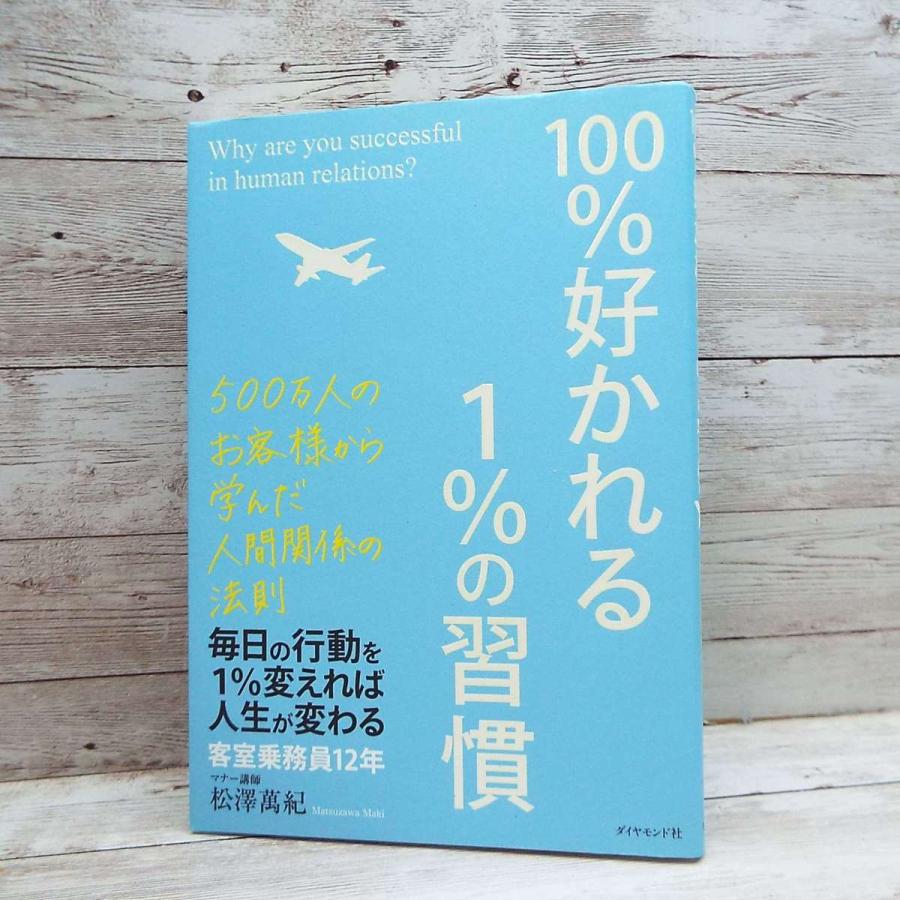 Why are you successful
in human relations?
100%好かれる
1%の習慣
500万人の
お客様から
学んだ
人間関係の
法則
毎日の行動を
1%変えれば
人生が変わる
客室乗務員12年
マナー講師
松澤萬紀 Matsuzawa Maki
ダイヤモンド社